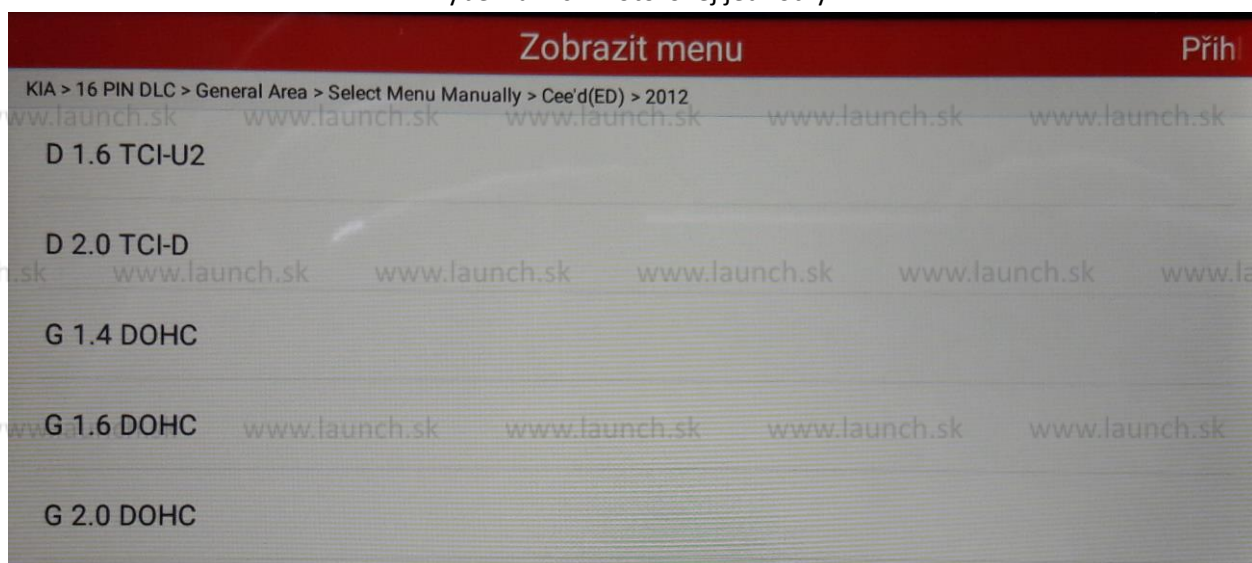 Zobrazit menu Přih
KIA > 16 PIN DLC > General Area > Select Menu Manually > Cee'd(ED) > 2012
www.launch.sk www.launch.sk www.launch.sk www.launch.sk
D 1.6 TCI-U2
D 2.0 TCI-D
www.launch.sk www.launch.sk www.launch.sk www.launch.sk
G 1.4 DOHC
G 1.6 DOHC
www.launch.sk www.launch.sk www.launch.sk www.launch.sk
G 2.0 DOHC